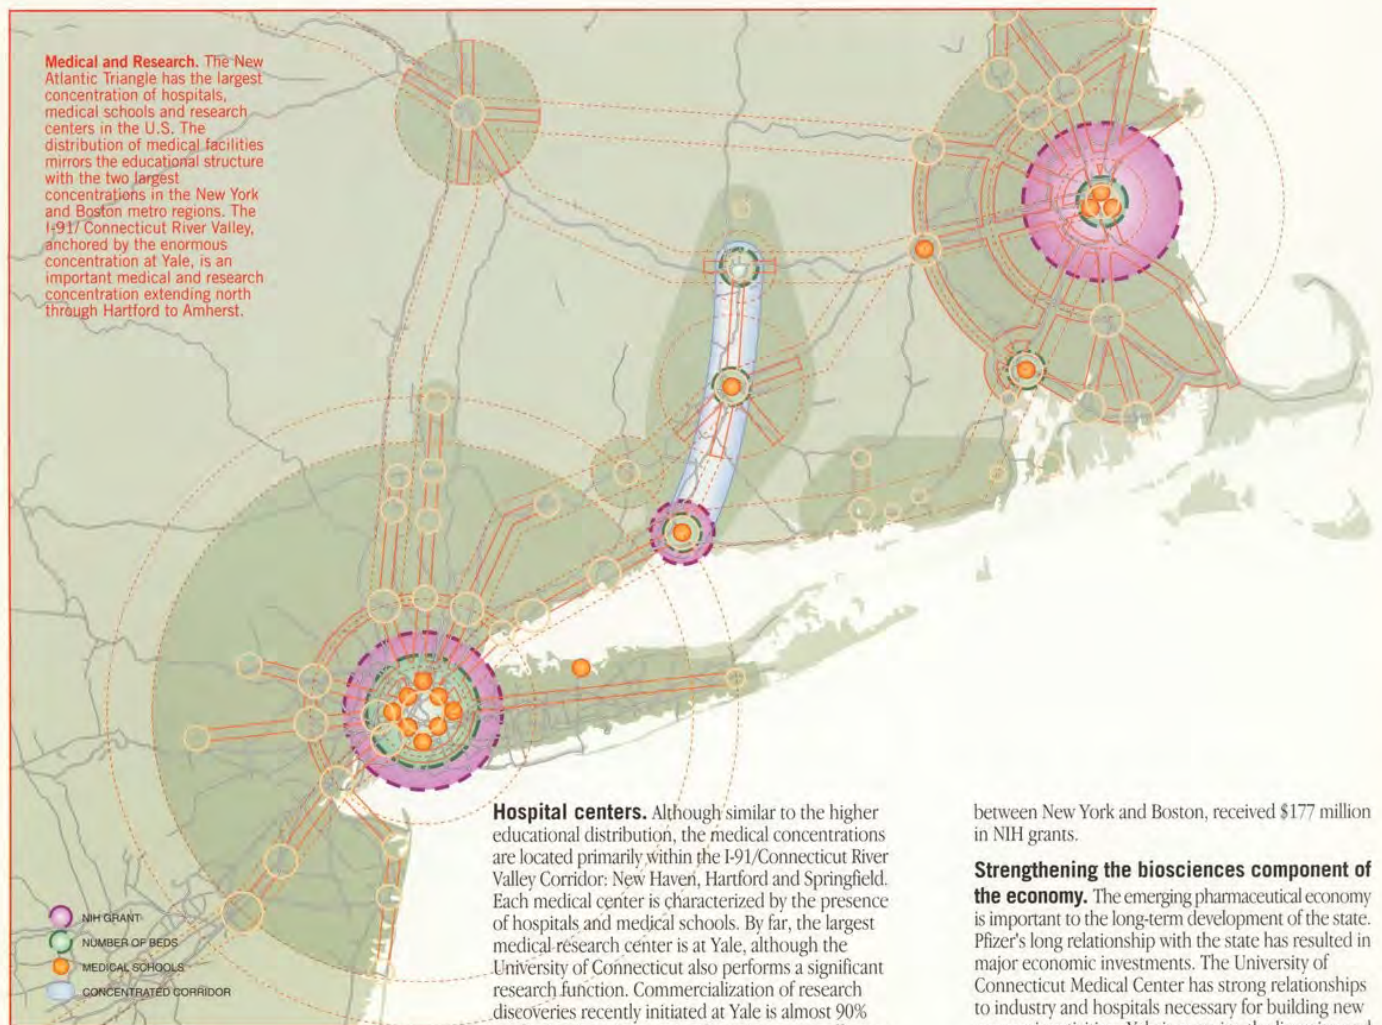 Medical and Research. The New
Atlantic Triangle has the largest
concentration of hospitals,
medical schools and research
centers in the U.S. The
distribution of medical facilities
mirrors the educational structure
with the two largest
concentrations in the New York
and Boston metro regions. The
I-91/ Connecticut River Valley,
anchored by the enormous
concentration at Yale, is an
important medical and research
concentration extending north
through Hartford to Amherst.
NIH GRANT
NUMBER OF BEDS
MEDICAL SCHOOLS
CONCENTRATED CORRIDOR
Hospital centers. Although similar to the higher
educational distribution, the medical concentrations
are located primarily within the I-91/Connecticut River
Valley Corridor: New Haven, Hartford and Springfield.
Each medical center is characterized by the presence
of hospitals and medical schools. By far, the largest
medical research center is at Yale, although the
University of Connecticut also performs a significant
research function. Commercialization of research
discoveries recently initiated at Yale is almost 90%
between New York and Boston, received $177 million
in NIH grants.
Strengthening the biosciences component of
the economy. The emerging pharmaceutical economy
is important to the long-term development of the state.
Pfizer's long relationship with the state has resulted in
major economic investments. The University of
Connecticut Medical Center has strong relationships
to industry and hospitals necessary for building new